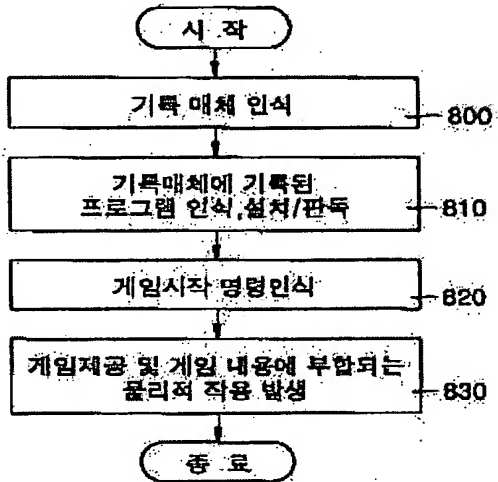 시 작
기록 매체 인식
800
기록매체에 기록된
프로그램 인식,설치/판독
810
게임시작 명령인식
820
게임제공 및 게임 내용에 부합되는
물리적 작용 발생
830
종 료